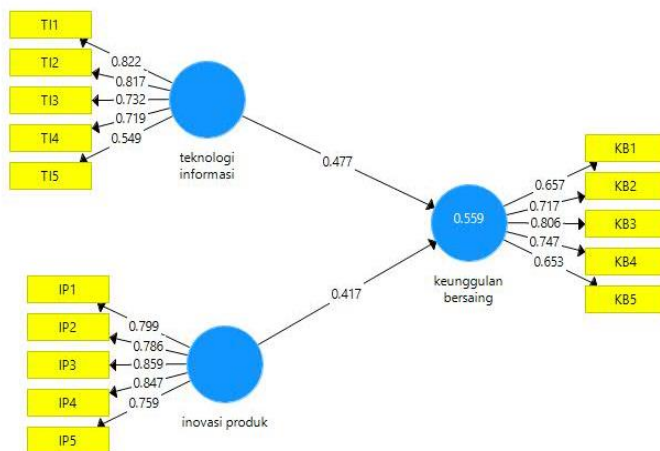 TI1
TI2
TI3
TI4
TI5
0.822
0.817
0.732
0.719
0.549
teknologi
informasi
0.477
IP1
IP2
IP3
IP4
IP5
0.799
0.786
0.859
0.847
0.759
inovasi produk
0.417
0.559
keunggulan
bersaing
0.657
0.717
0.806
0.747
0.653
KB1
KB2
KB3
KB4
KB5